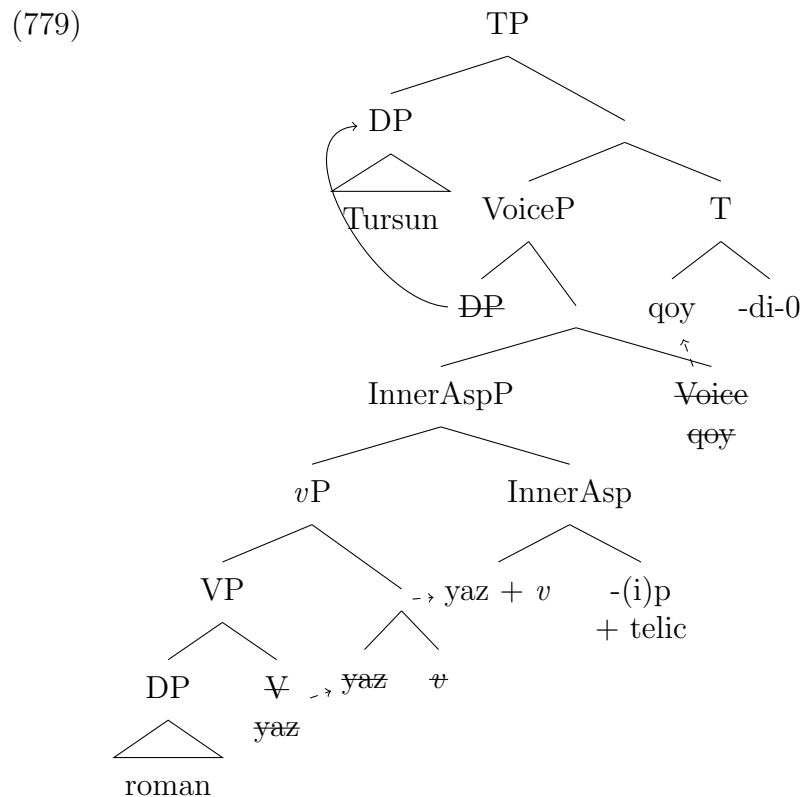 (779)
TP
DP
Tursun
VoiceP T
DP qoy -di-0
InnerAspP Voice
qoy
vP InnerAsp
VP yaz + v -(i)p
+ telic
DP V yaz v
yaz
roman